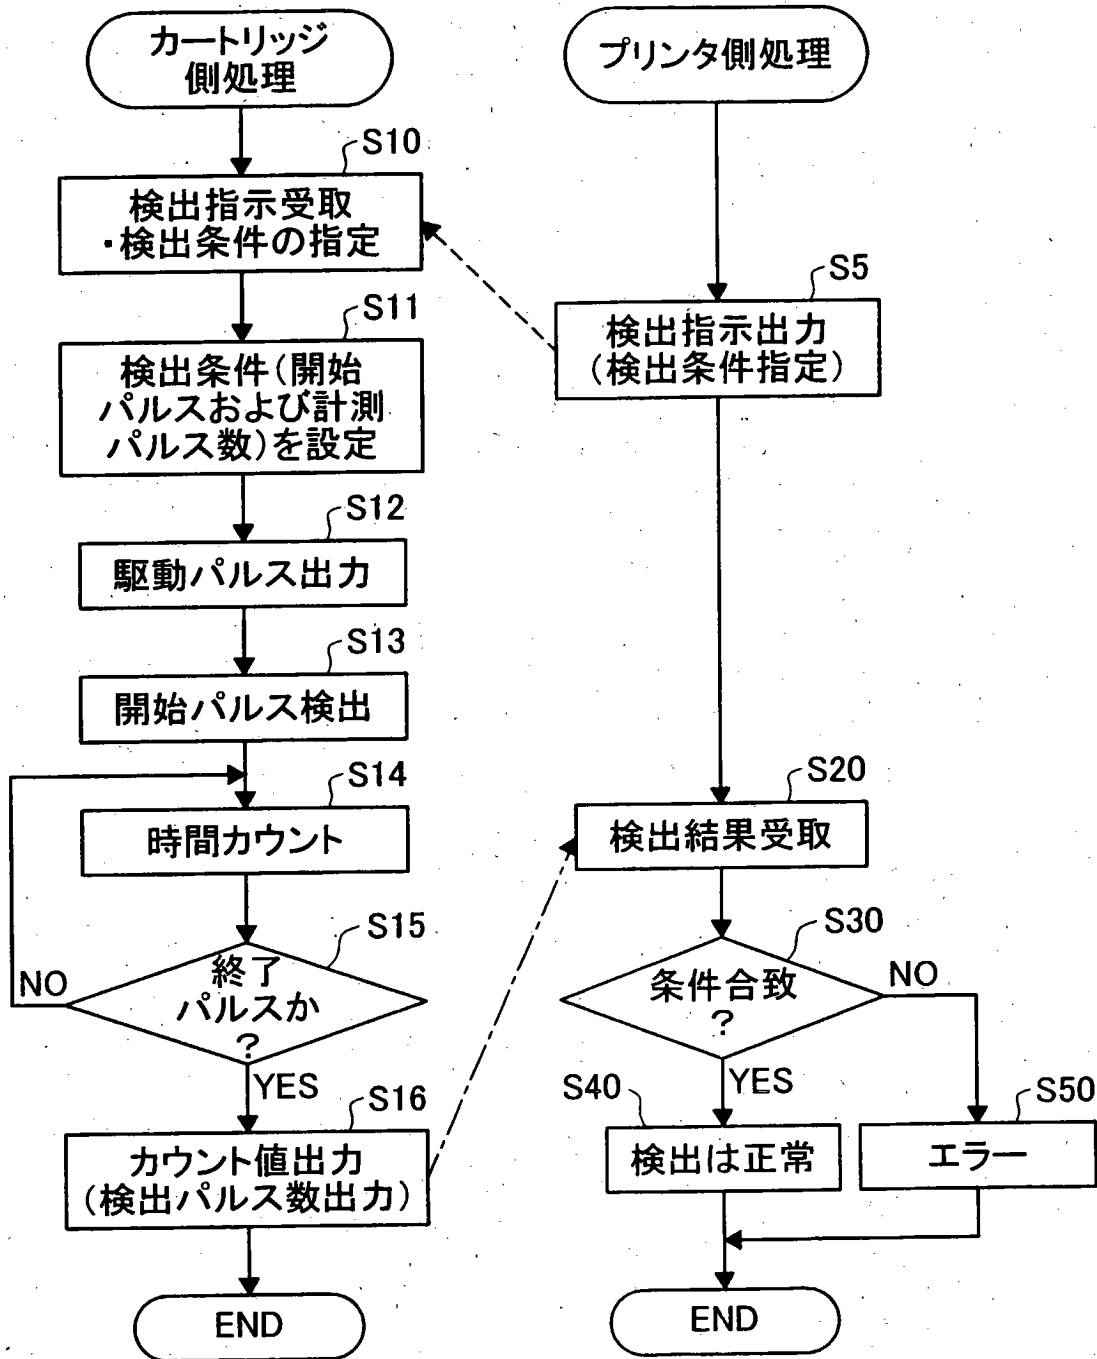 カートリッジ
側処理
S10
検出指示受取
・検出条件の指定
S11
検出条件(開始
パルスおよび計測
パルス数)を設定
S12
駆動パルス出力
S13
開始パルス検出
S14
時間カウント
S15
終了
パルスか
?
NO
YES
S16
カウント値出力
(検出パルス数出力)
END
プリンタ側処理
S5
検出指示出力
(検出条件指定)
S20
検出結果受取
S30
条件合致
?
NO
YES
S40
検出は正常
S50
エラー
END